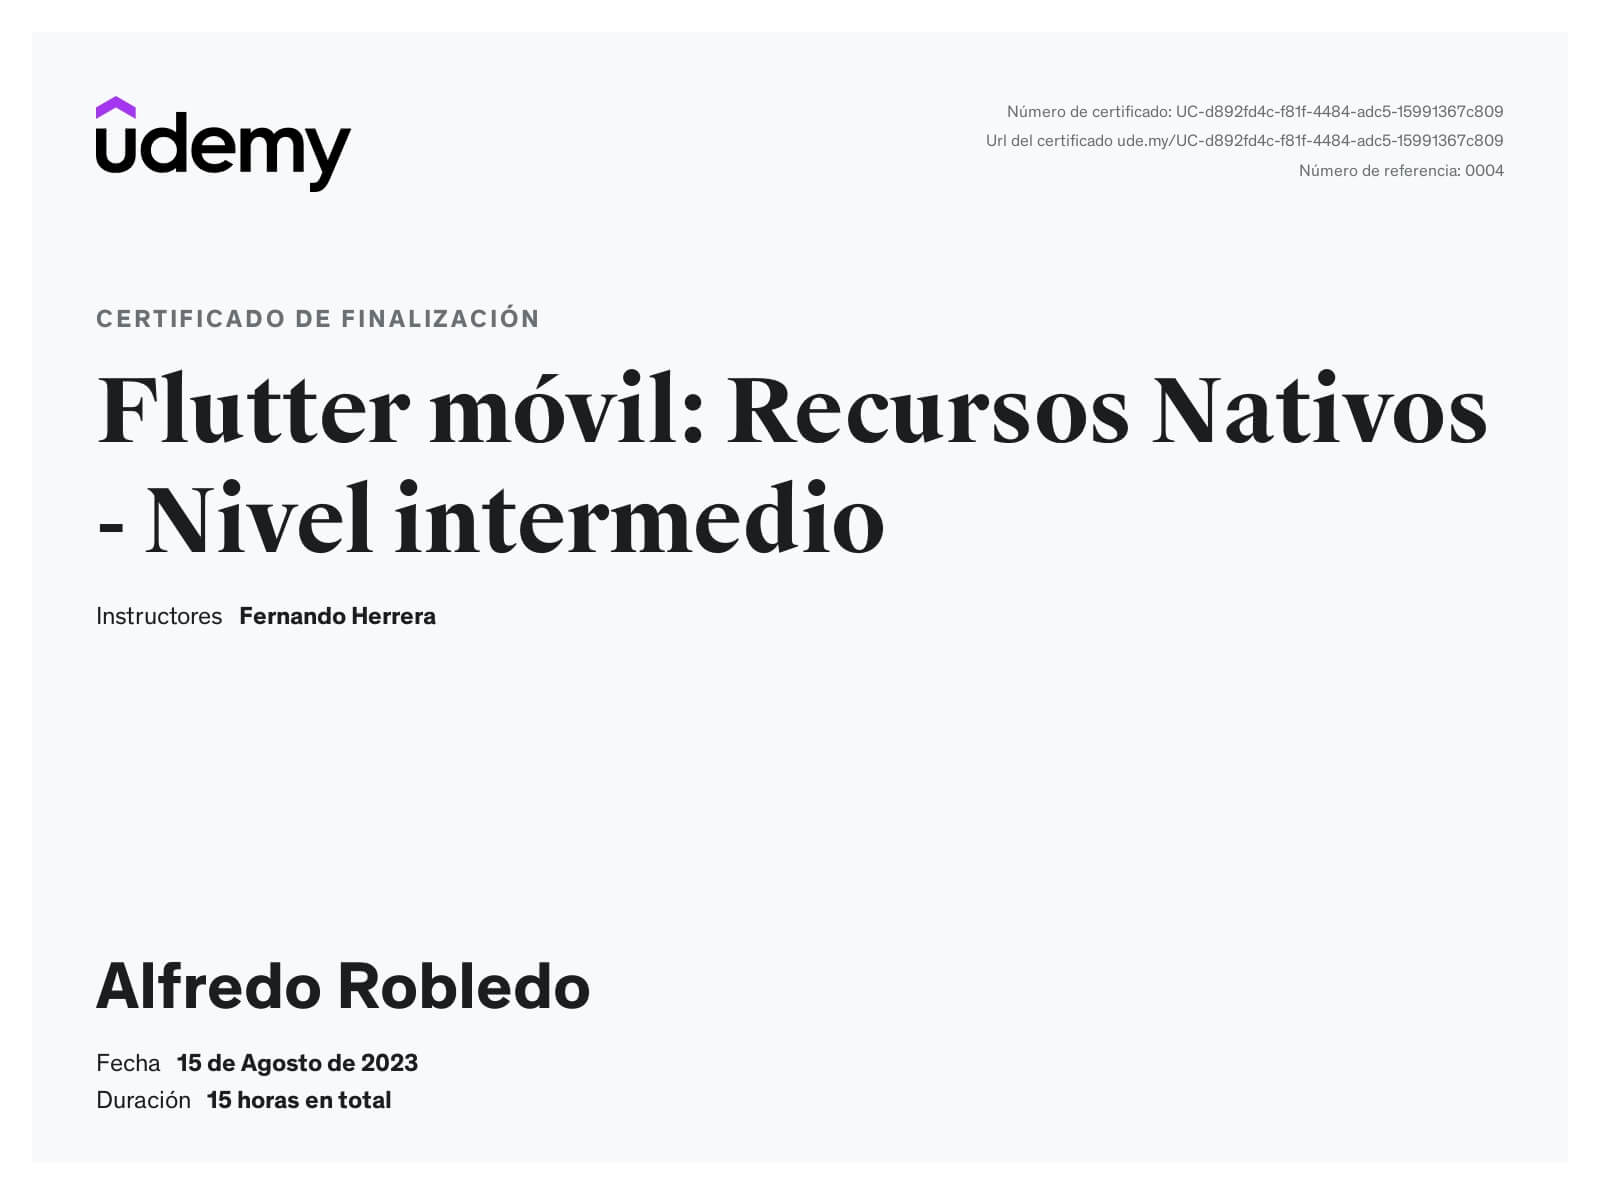 udemy
Número de certificado: UC-d892fd4c-f81f-4484-adc5-15991367c809
Url del certificado ude.my/UC-d892fd4c-f81f-4484-adc5-15991367c809
Número de referencia: 0004
CERTIFICADO DE FINALIZACIÓN
Flutter móvil: Recursos Nativos
- Nivel intermedio
Instructores Fernando Herrera
Alfredo Robledo
Fecha 15 de Agosto de 2023
Duración 15 horas en total